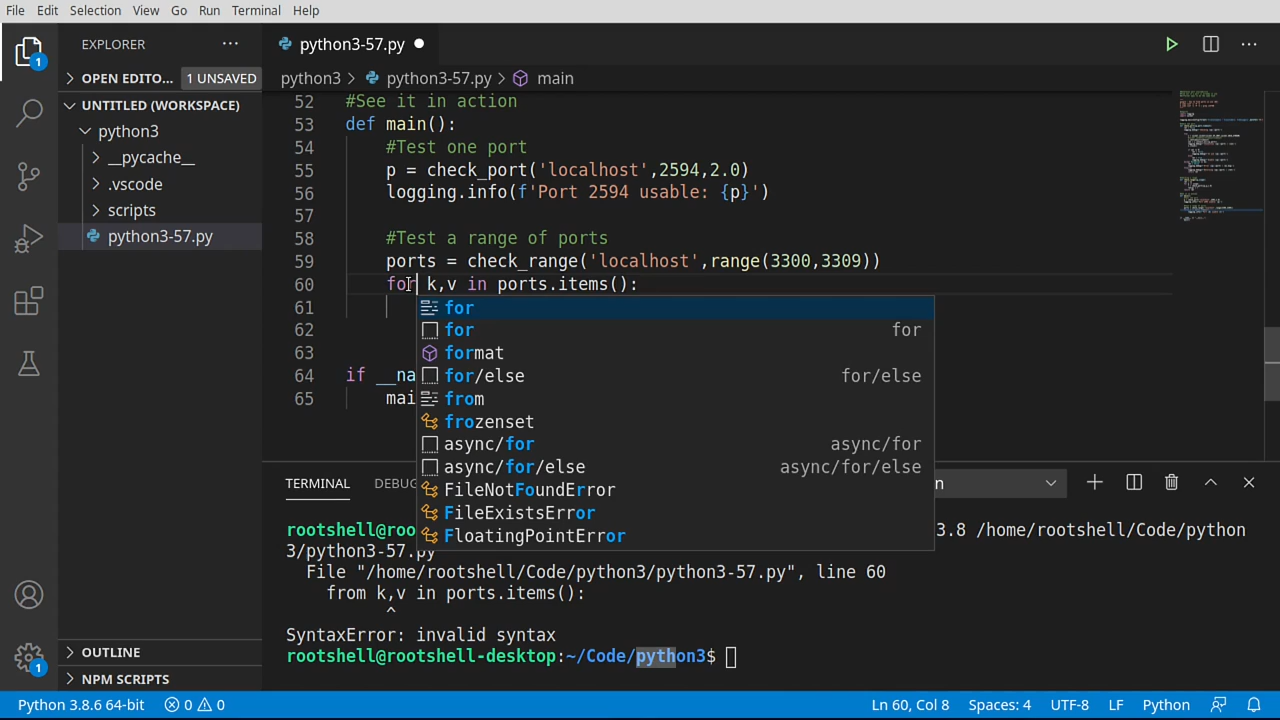 File Edit Selection View Go Run Terminal Help
EXPLORER
python3-57.py
OPEN EDITO... 1 UNSAVED
python3 > python3-57.py > main
UNTITLED (WORKSPACE)
python3
__pycache__
.vscode
scripts
python3-57.py
52 #See it in action
53 def main():
54 #Test one port
55 p = check_port('localhost',2594,2.0)
56 logging.info(f'Port 2594 usable: {p}')
57
58 #Test a range of ports
59 ports = check_range('localhost',range(3300,3309))
60 for k,v in ports.items():
61
62
63
64 if __na
65 mai
for
for for
format
for/else for/else
from
frozenset
async/for async/for
async/for/else async/for/else
FileNotFoundError
FileExistsError
FloatingPointError
TERMINAL DEBUG n
rootshell@root 3.8 /home/rootshell/Code/python
3/python3-57.py
File "/home/rootshell/Code/python3/python3-57.py", line 60
from k,v in ports.items():
^
SyntaxError: invalid syntax
rootshell@rootshell-desktop:~/Code/python3$
OUTLINE
NPM SCRIPTS
1
1
Python 3.8.6 64-bit 0 0 Ln 60, Col 8 Spaces: 4 UTF-8 LF Python